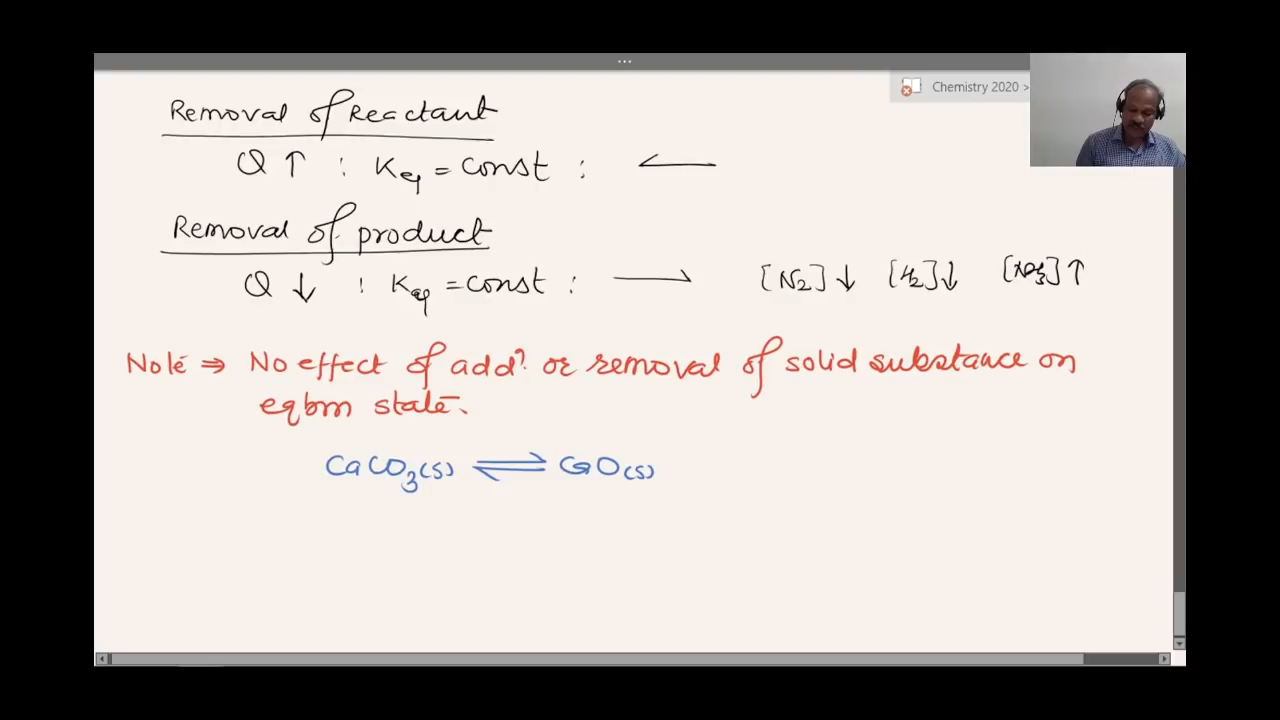 Chemistry 2020 >
Removal of Reactant
Q ↑ : Keq = const : ←
Removal of product
Q ↓ : Keq = const : → [N2]↓ [H2]↓ [NH3]↑
Note ⇒ No effect of addn or removal of solid substance on
eqbm state.
CaCO3(s) ⇌ CaO(s)